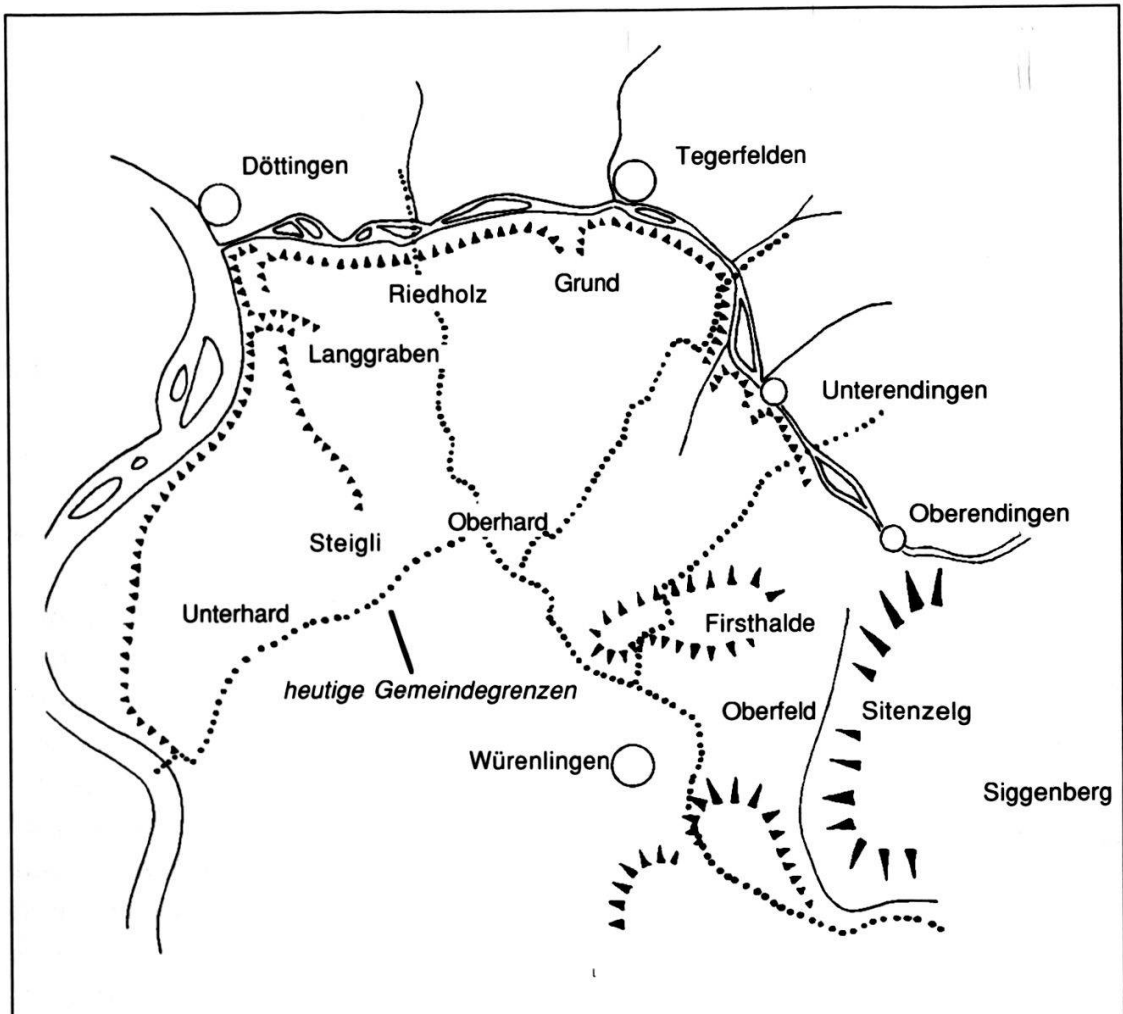 Tegerfelden
Döttingen
Grund
Riedholz
Langgraben
Unterendingen
Oberendingen
Oberhard
Steigli
Unterhard
Firsthalde
heutige Gemeindegrenzen
Oberfeld
Sitenzelg
Würenlingen
Siggenberg